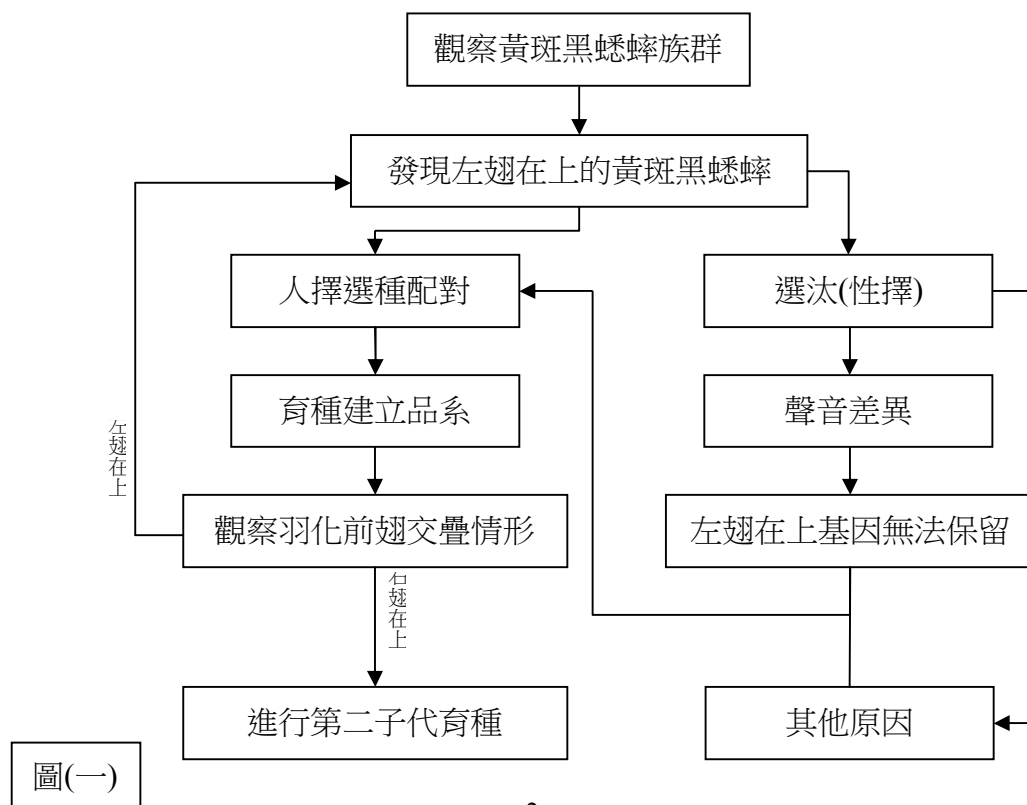 觀察黃斑黑蟋蟀族群
發現左翅在上的黃斑黑蟋蟀
人擇選種配對
選汰(性擇)
育種建立品系
聲音差異
左翅在上
觀察羽化前翅交疊情形
左翅在上基因無法保留
右翅在上
進行第二子代育種
其他原因
圖(一)